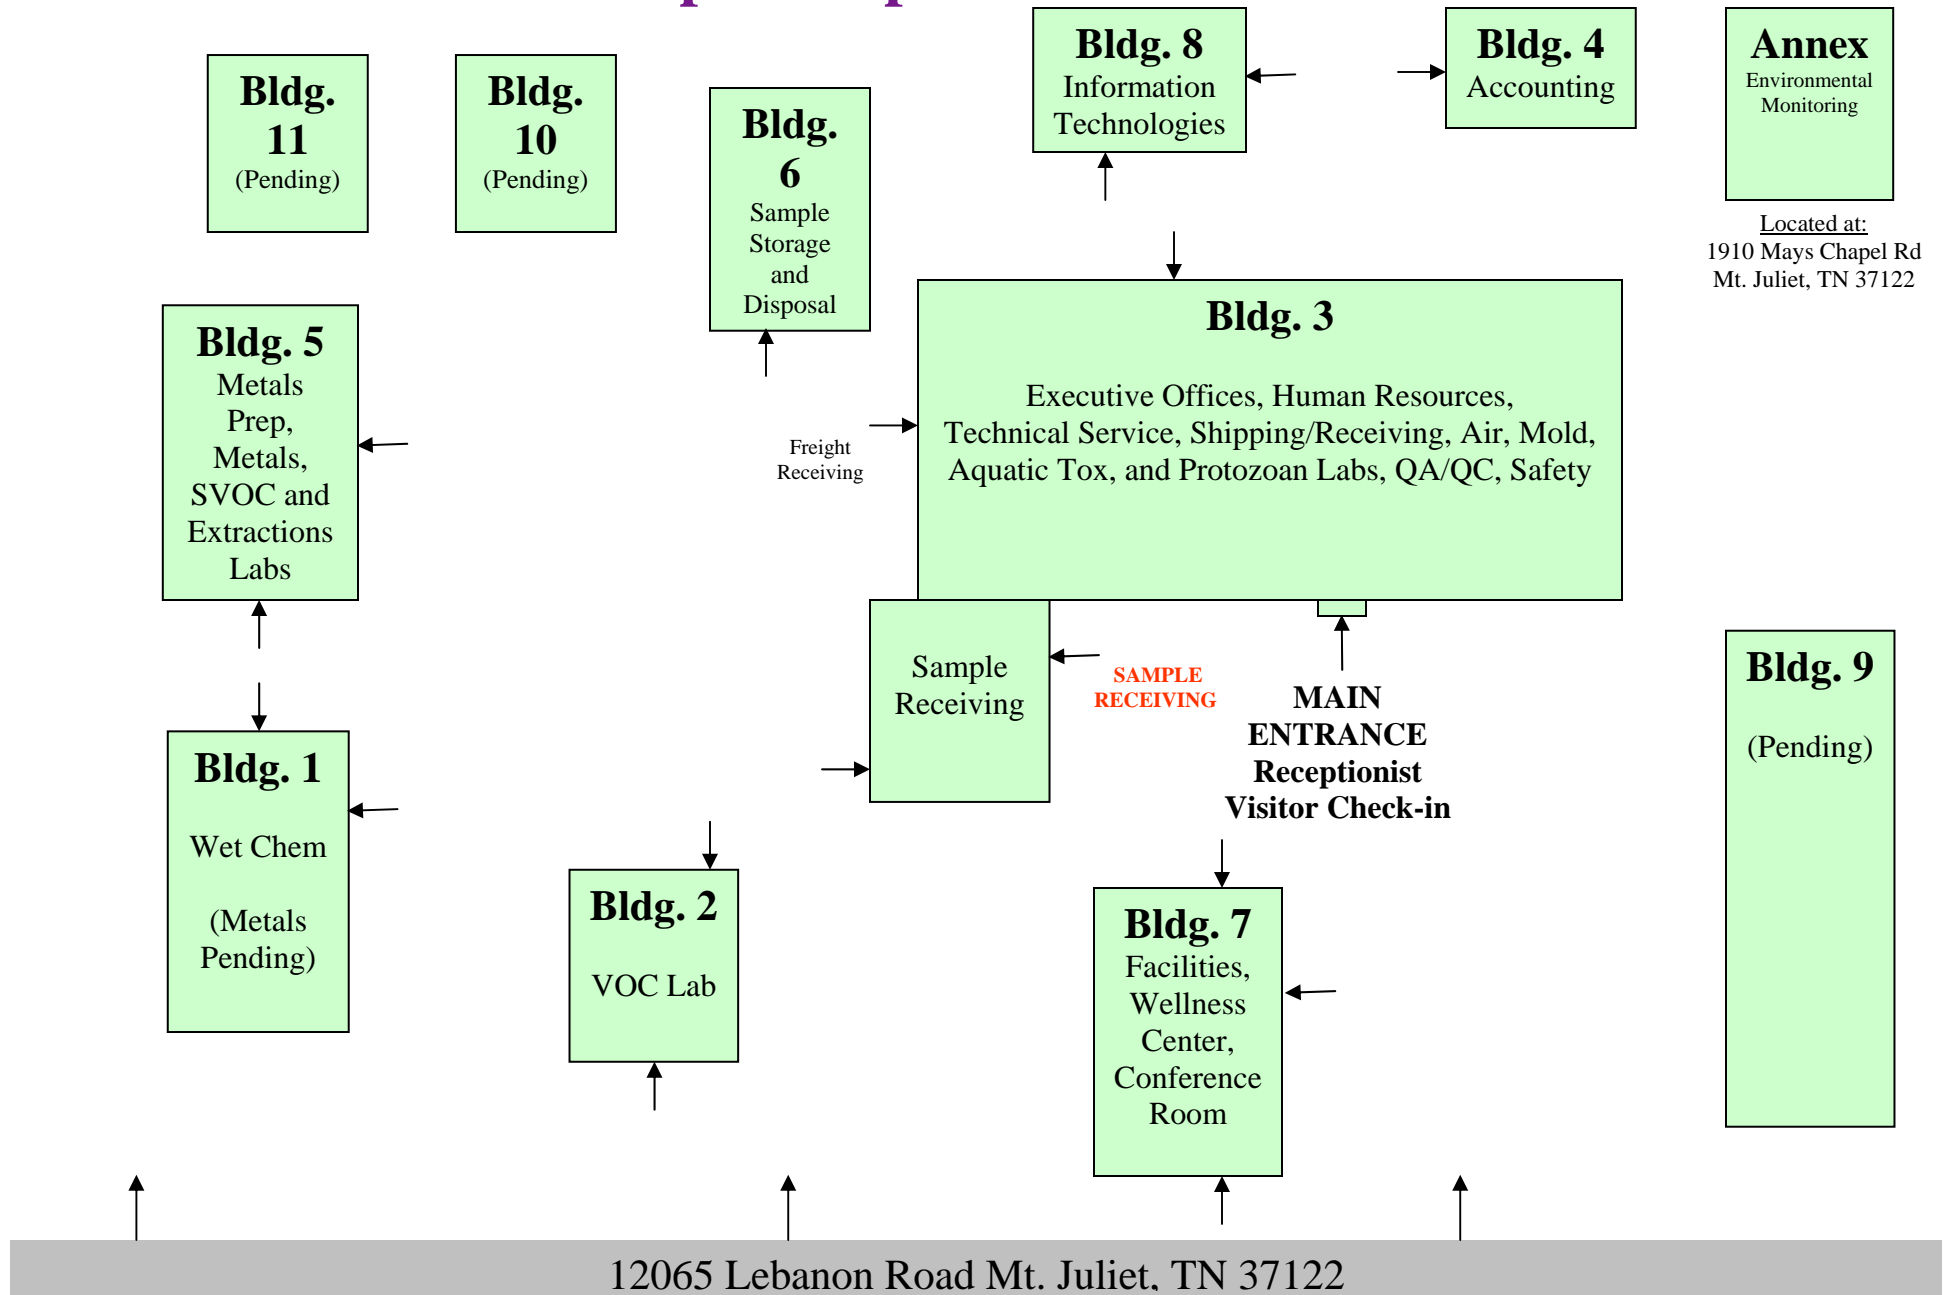 Bldg.
11
(Pending)
Bldg.
10
(Pending)
Bldg.
6
Sample
Storage
and
Disposal
Bldg. 8
Information
Technologies
Bldg. 4
Accounting
Annex
Environmental
Monitoring
Located at:
1910 Mays Chapel Rd
Mt. Juliet, TN 37122
Bldg. 5
Metals
Prep,
Metals,
SVOC and
Extractions
Labs
Freight
Receiving
Bldg. 3
Executive Offices, Human Resources,
Technical Service, Shipping/Receiving, Air, Mold,
Aquatic Tox, and Protozoan Labs, QA/QC, Safety
Sample
Receiving
SAMPLE
RECEIVING
MAIN
ENTRANCE
Receptionist
Visitor Check-in
Bldg. 9
(Pending)
Bldg. 1
Wet Chem
(Metals
Pending)
Bldg. 2
VOC Lab
Bldg. 7
Facilities,
Wellness
Center,
Conference
Room
12065 Lebanon Road Mt. Juliet, TN 37122